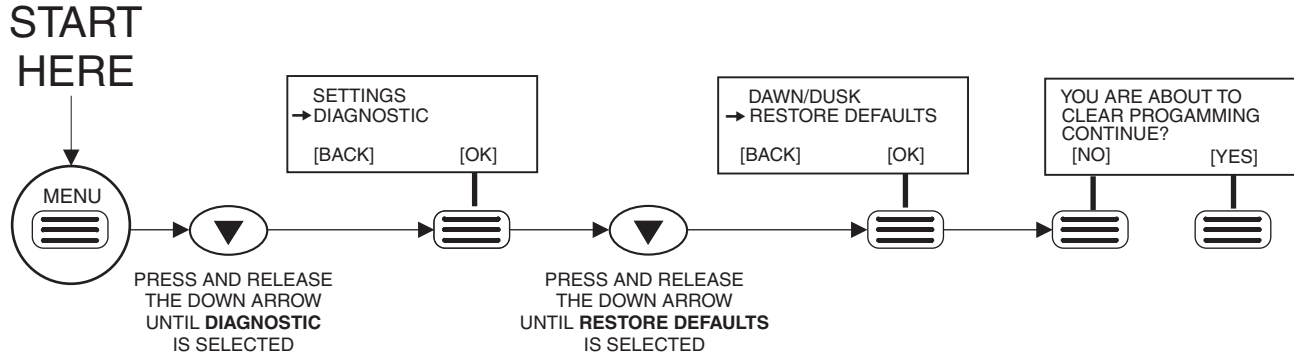 START
HERE
MENU
PRESS AND RELEASE
THE DOWN ARROW
UNTIL DIAGNOSTIC
IS SELECTED
SETTINGS
→DIAGNOSTIC
[BACK] [OK]
PRESS AND RELEASE
THE DOWN ARROW
UNTIL RESTORE DEFAULTS
IS SELECTED
DAWN/DUSK
→ RESTORE DEFAULTS
[BACK] [OK]
YOU ARE ABOUT TO
CLEAR PROGAMMING
CONTINUE?
[NO] [YES]